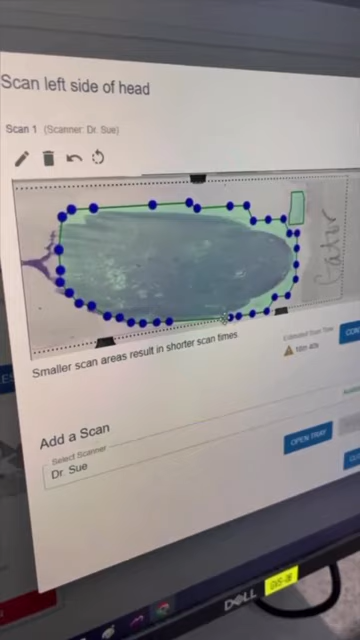 Scan left side of head
Scan 1 (Scanner: Dr. Sue)
Gator
Smaller scan areas result in shorter scan times
Estimated Scan Time
Add a Scan
Select Scanner
Dr. Sue
OPEN TRAY
DELL